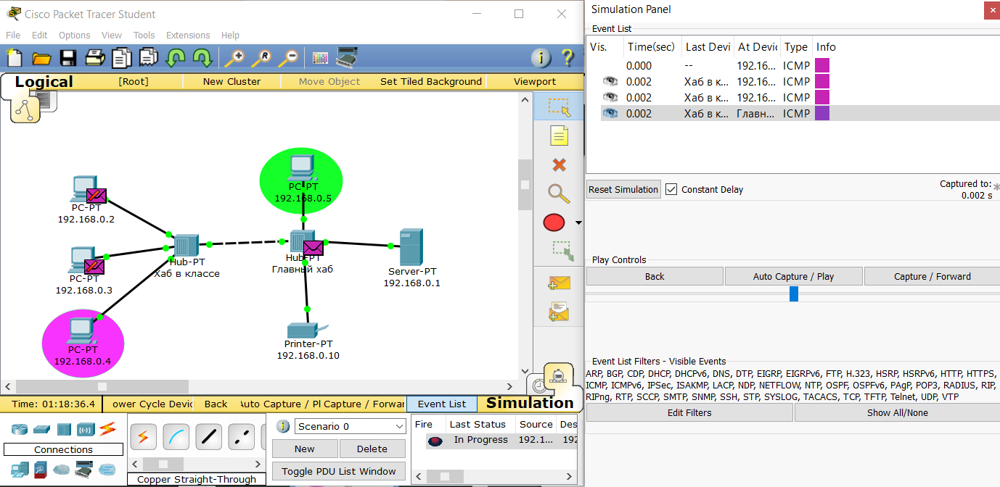 Cisco Packet Tracer Student
File Edit Options View Tools Extensions Help
Logical [Root] New Cluster Move Object Set Tiled Background Viewport
PC-PT
192.168.0.5
PC-PT
192.168.0.2
Hub-PT
Хаб в классе
Hub-PT
Главный хаб
Server-PT
192.168.0.1
PC-PT
192.168.0.3
PC-PT
192.168.0.4
Printer-PT
192.168.0.10
Time: 01:18:36.4 ower Cycle Devic Back Auto Capture / Pl Capture / Forwar Event List Simulation
Connections
Copper Straight-Through
Scenario 0
New Delete
Toggle PDU List Window
Fire Last Status Source Des
In Progress 192.1... 192
Simulation Panel
Event List
Vis. Time(sec) Last Devi At Devic Type Info
0.000 -- 192.16... ICMP
0.002 Хаб в к... 192.16... ICMP
0.002 Хаб в к... 192.16... ICMP
0.002 Хаб в к... Главн... ICMP
Reset Simulation Constant Delay Captured to:
0.002 s
Play Controls
Back Auto Capture / Play Capture / Forward
Event List Filters - Visible Events
ARP, BGP, CDP, DHCP, DHCPv6, DNS, DTP, EIGRP, EIGRPv6, FTP, H.323, HSRP, HSRPv6, HTTP, HTTPS,
ICMP, ICMPv6, IPSec, ISAKMP, LACP, NDP, NETFLOW, NTP, OSPF, OSPFv6, PAgP, POP3, RADIUS, RIP,
RIPng, RTP, SCCP, SMTP, SNMP, SSH, STP, SYSLOG, TACACS, TCP, TFTP, Telnet, UDP, VTP
Edit Filters Show All/None